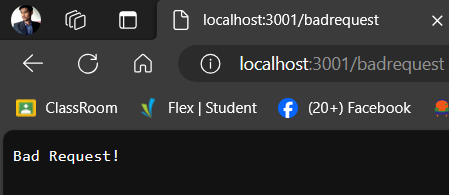 localhost:3001/badrequest
localhost:3001/badrequest
ClassRoom Flex | Student (20+) Facebook
Bad Request!